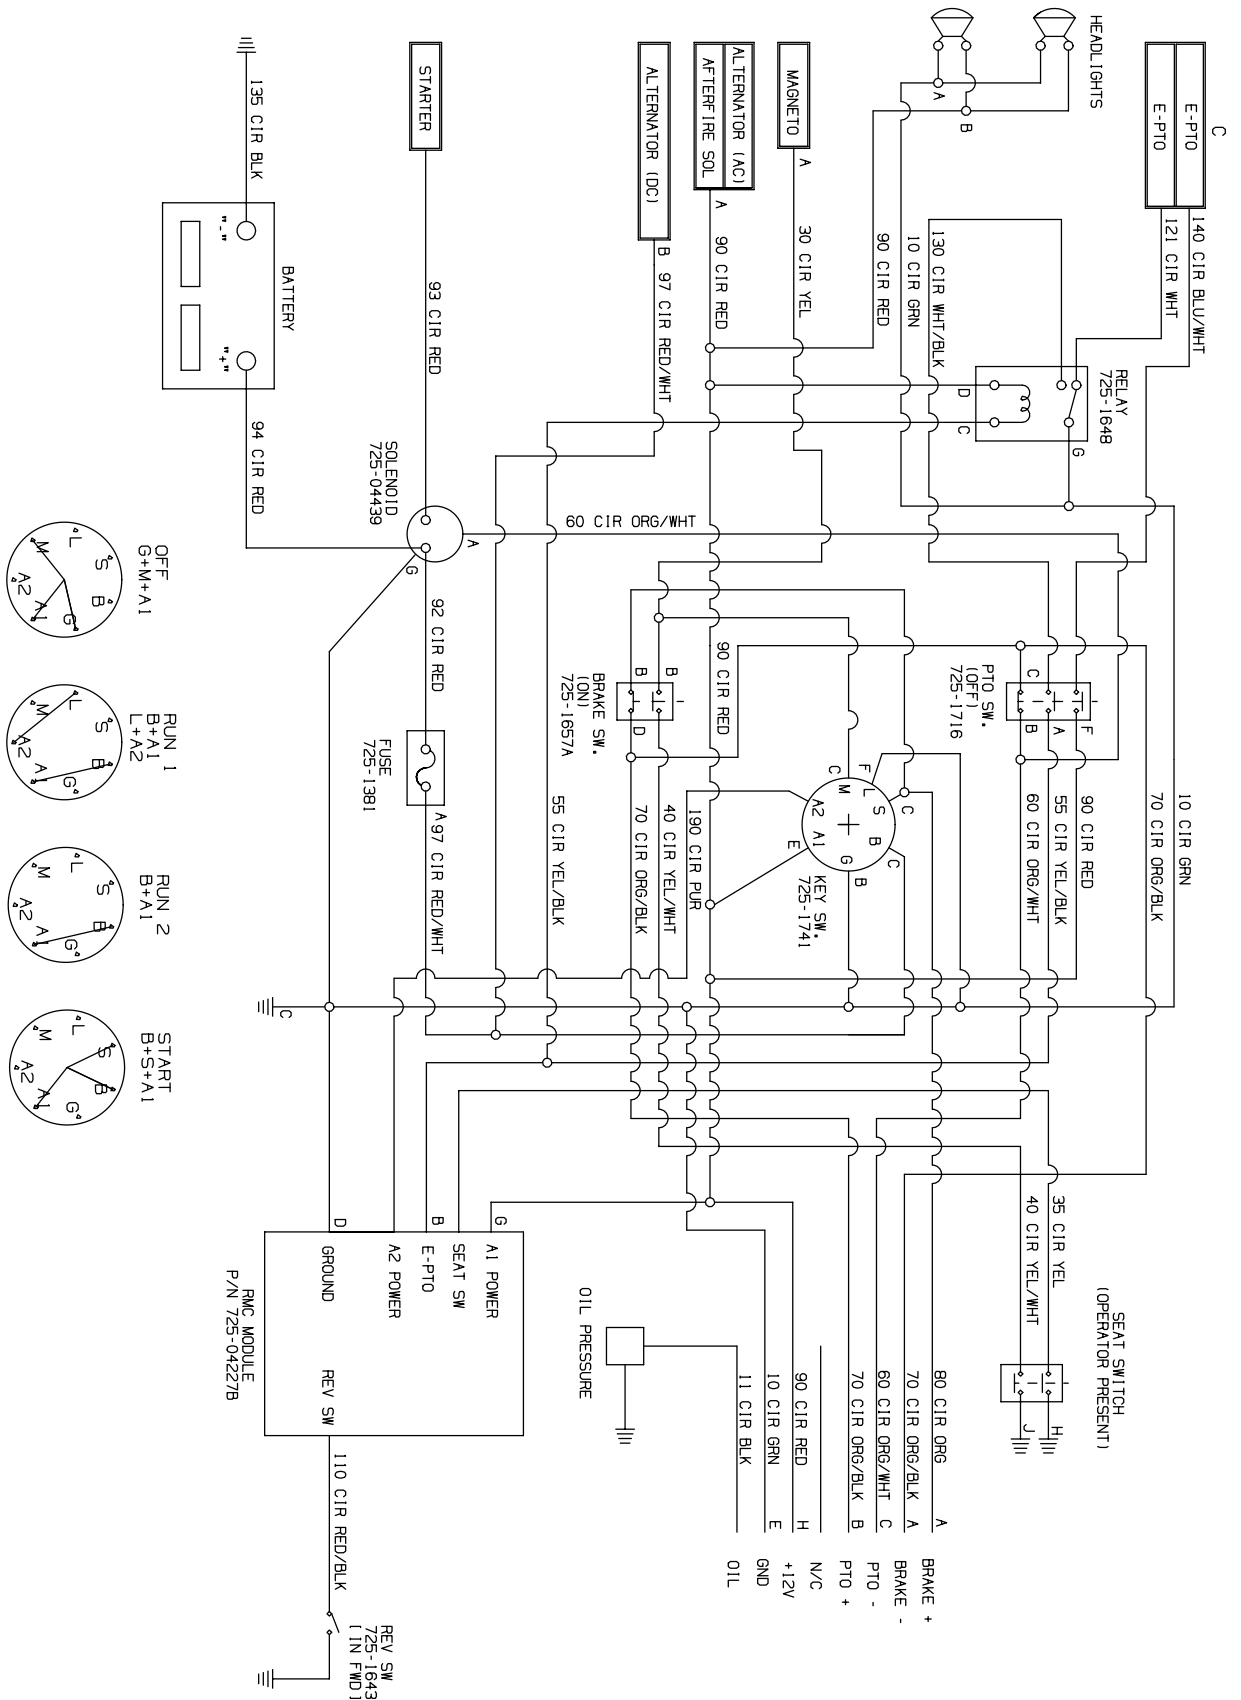 C
E-PTO
E-PTO
140 CIR BLU/WHT
121 CIR WHT
HEADLIGHTS
A
B
RELAY
725-1648
D
C
G
130 CIR WHT/BLK
10 CIR GRN
90 CIR RED
MAGNETO
A
30 CIR YEL
ALTERNATOR (AC)
AFTERFIRE SOL
A
90 CIR RED
ALTERNATOR (DC)
B
97 CIR RED/WHT
STARTER
93 CIR RED
135 CIR BLK
"-"
"+"
BATTERY
94 CIR RED
SOLENOID
725-04439
A
G
60 CIR ORG/WHT
92 CIR RED
FUSE
725-1381
A
97 CIR RED/WHT
55 CIR YEL/BLK
BRAKE SW.
(ON)
725-1657A
B
B
D
90 CIR RED
70 CIR ORG/BLK
40 CIR YEL/WHT
190 CIR PUR
PTO SW.
(OFF)
725-1716
C
B
A
F
60 CIR ORG/WHT
55 CIR YEL/BLK
90 CIR RED
70 CIR ORG/BLK
10 CIR GRN
C
F
C
M
L
S
B
G
A1
A2
C
B
E
KEY SW.
725-1741
C
OFF
G+M+A1
L
S
B
G
A1
A2
M
RUN 1
B+A1
L+A2
L
S
B
G
A1
A2
M
RUN 2
B+A1
L
S
B
G
A1
A2
M
START
B+S+A1
L
S
B
G
A1
A2
M
D
B
G
GROUND
A2 POWER
E-PTO
SEAT SW
A1 POWER
REV SW
RMC MODULE
P/N 725-04227B
110 CIR RED/BLK
REV SW
725-1643
[IN FWD]
OIL PRESSURE
35 CIR YEL
40 CIR YEL/WHT
SEAT SWITCH
(OPERATOR PRESENT)
H
J
80 CIR ORG A BRAKE +
70 CIR ORG/BLK A BRAKE -
60 CIR ORG/WHT C PTO -
70 CIR ORG/BLK B PTO +
N/C
90 CIR RED H +12V
10 CIR GRN E GND
11 CIR BLK OIL